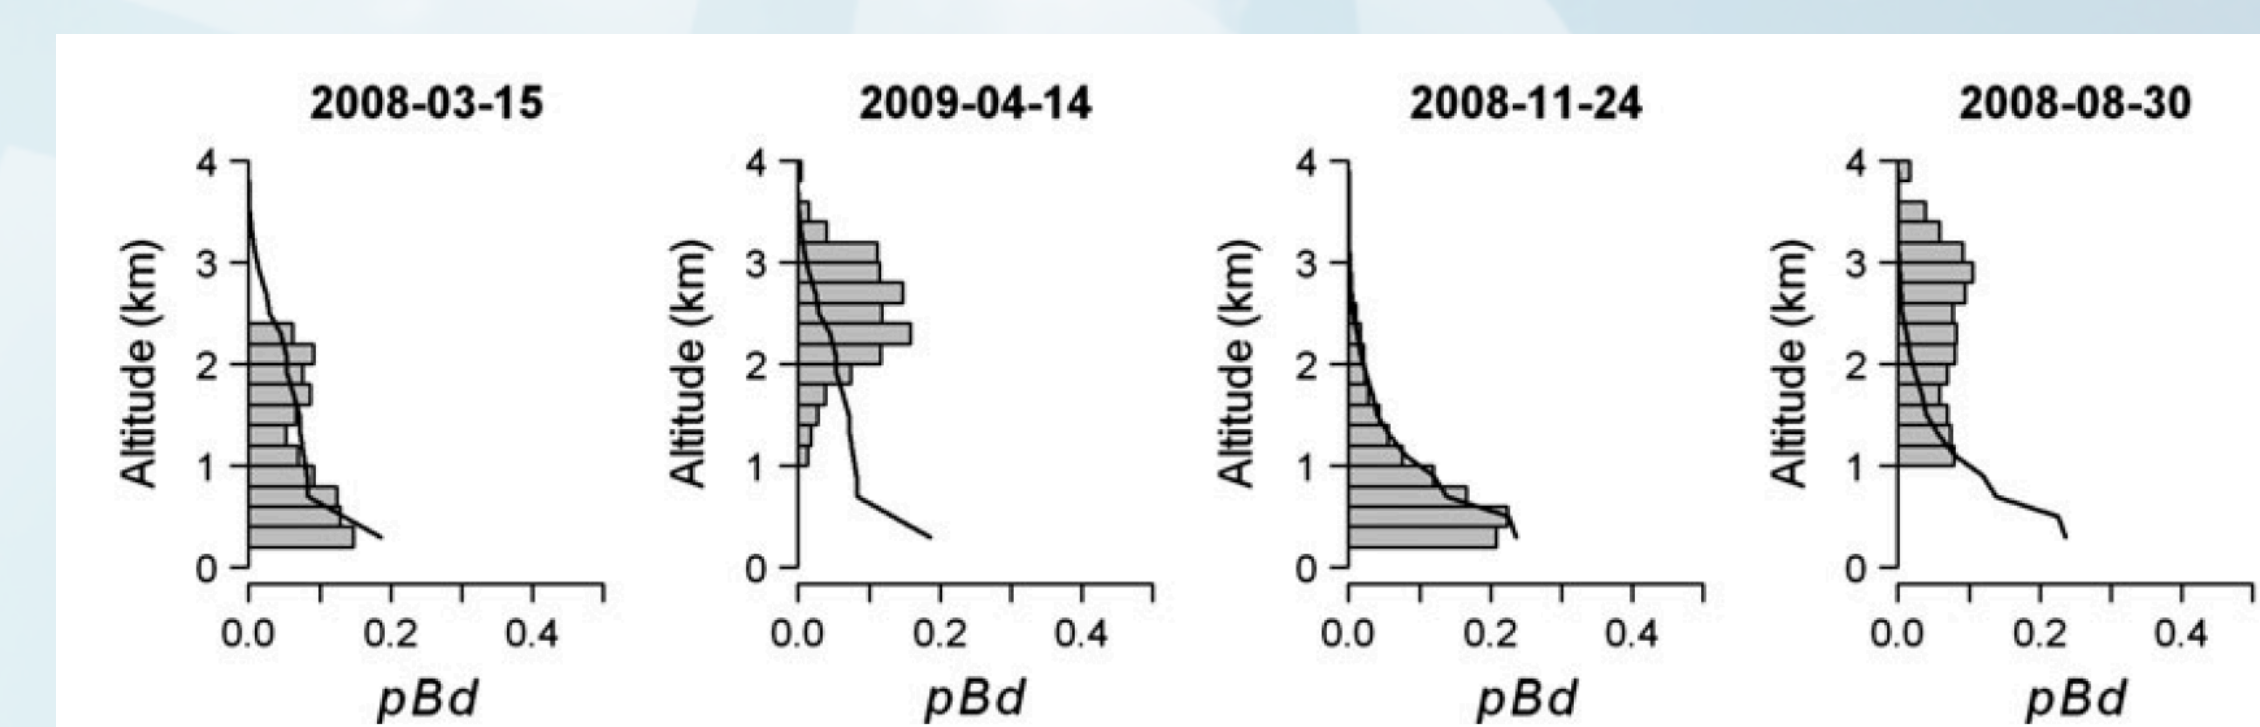 2008-03-15 2009-04-14 2008-11-24 2008-08-30
4 4 4 4
3 3 3 3
2 2 2 2
1 1 1 1
0 0 0 0
Altitude (km) Altitude (km) Altitude (km) Altitude (km)
0.0 0.2 0.4 0.0 0.2 0.4 0.0 0.2 0.4 0.0 0.2 0.4
pBd pBd pBd pBd